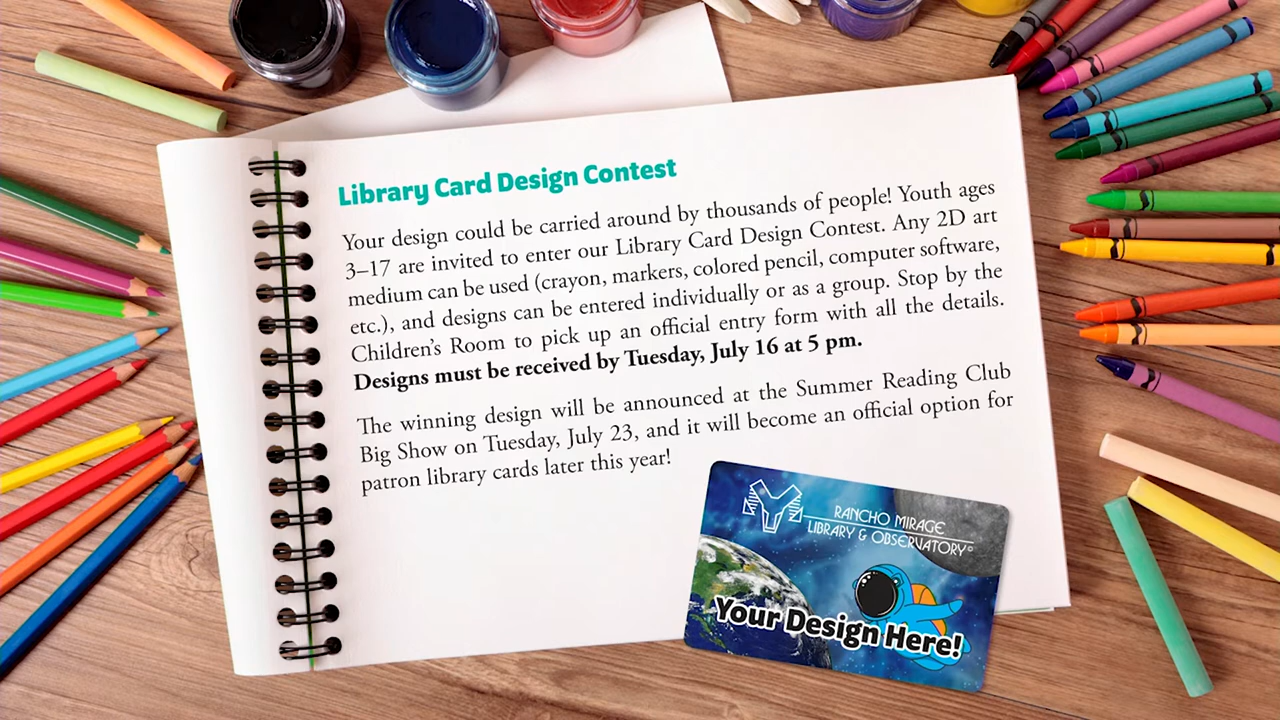 Library Card Design Contest
Your design could be carried around by thousands of people! Youth ages
3–17 are invited to enter our Library Card Design Contest. Any 2D art
medium can be used (crayon, markers, colored pencil, computer software,
etc.), and designs can be entered individually or as a group. Stop by the
Children's Room to pick up an official entry form with all the details.
Designs must be received by Tuesday, July 16 at 5 pm.
The winning design will be announced at the Summer Reading Club
Big Show on Tuesday, July 23, and it will become an official option for
patron library cards later this year!
RANCHO MIRAGE
LIBRARY & OBSERVATORY©
Your Design Here!